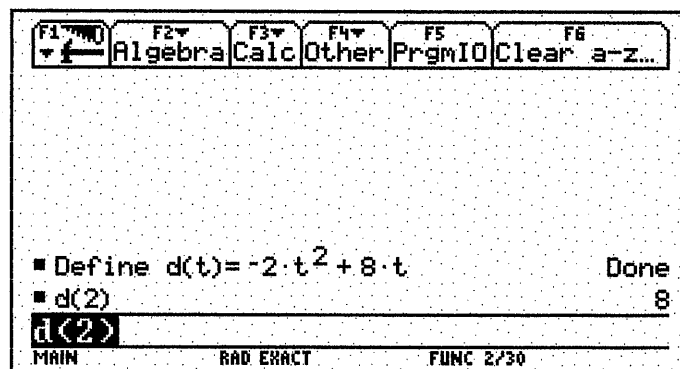 F1 F2 F3 F4 F5 F6
Algebra Calc Other PrgmIO Clear a-z…
▪ Define d(t)= -2·t² + 8·t Done
▪ d(2) 8
d(2)
MAIN RAD EXACT FUNC 2/30